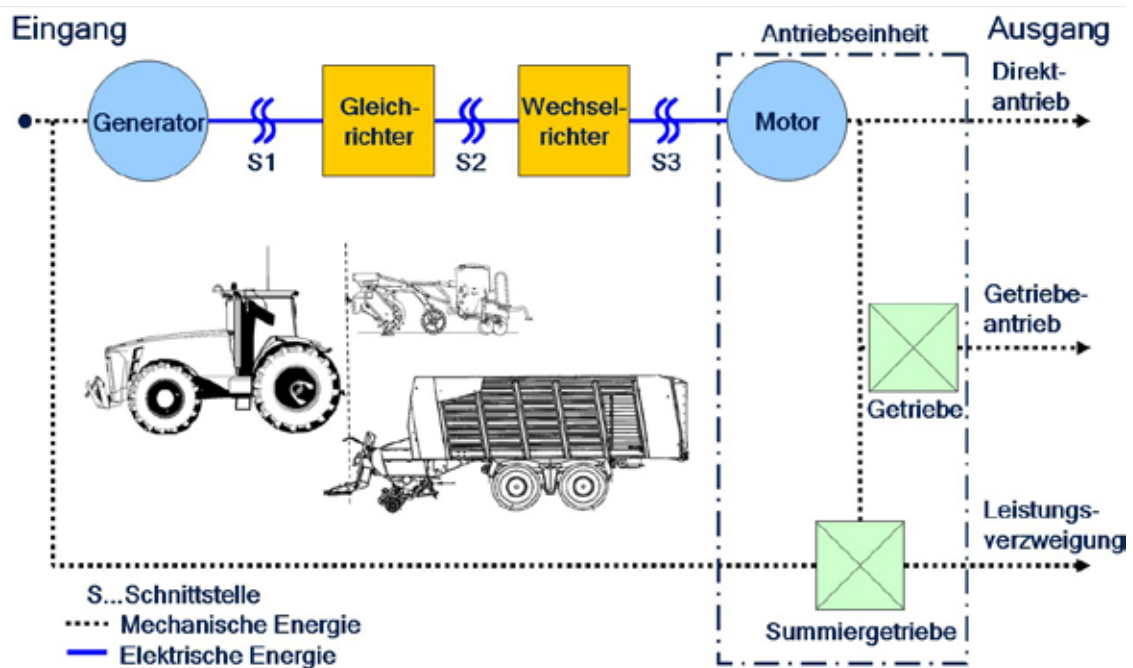 Eingang
Antriebseinheit
Ausgang
Generator
S1
Gleich-
richter
S2
Wechsel-
richter
S3
Motor
Direkt-
antrieb
Getriebe-
antrieb
Getriebe
Leistungs-
verzweigung
Summiergetriebe
S...Schnittstelle
Mechanische Energie
Elektrische Energie